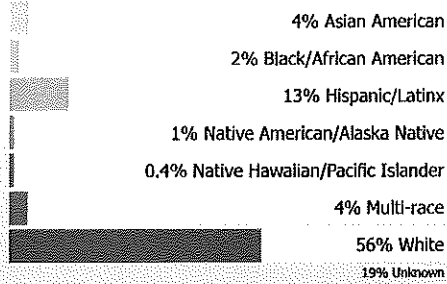 4% Asian American
2% Black/African American
13% Hispanic/Latinx
1% Native American/Alaska Native
0.4% Native Hawaiian/Pacific Islander
4% Multi-race
56% White
19% Unknown